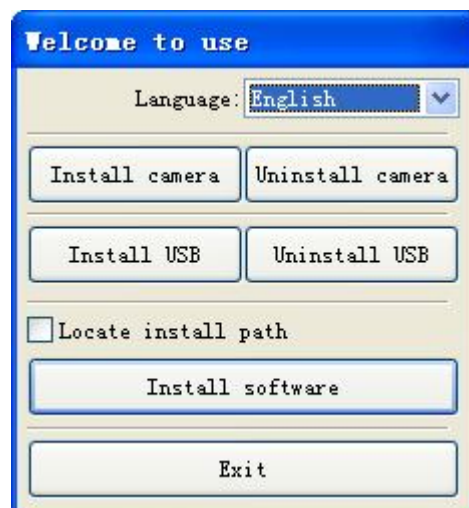 Welcome to use
Language: English
Install camera Uninstall camera
Install USB Uninstall USB
Locate install path
Install software
Exit